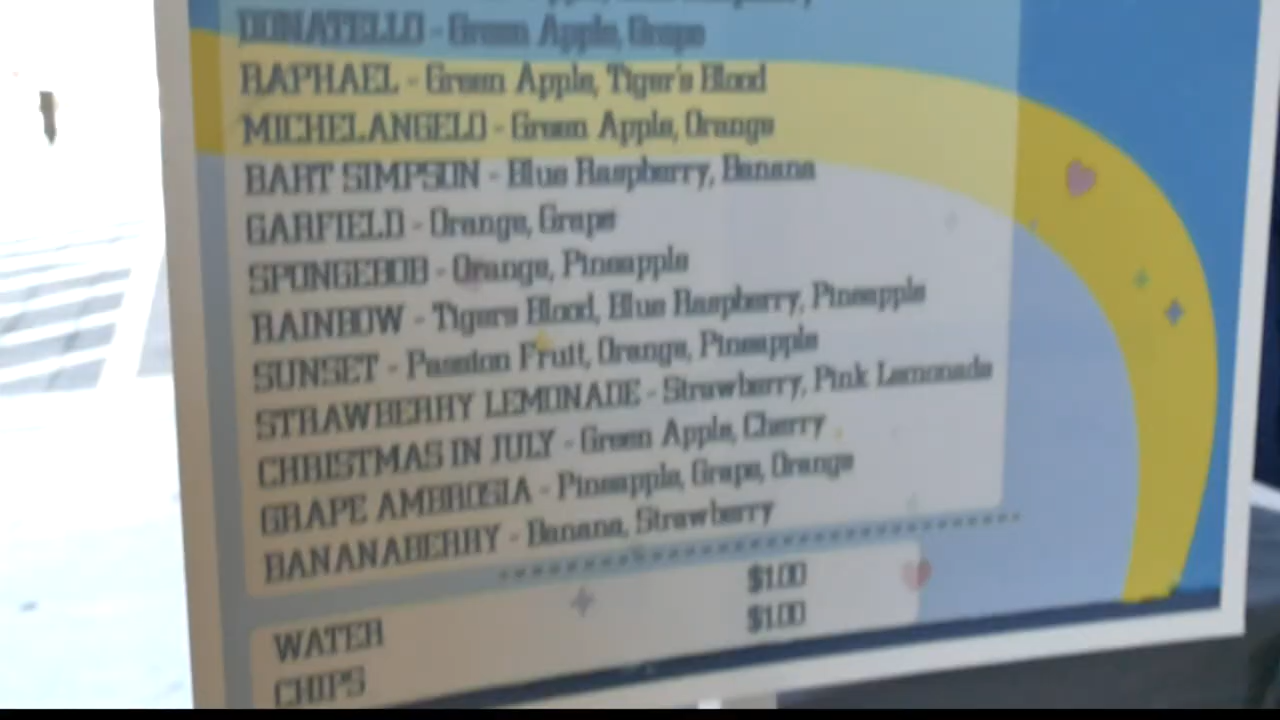 DONATELLO - Green Apple, Grape
RAPHAEL - Green Apple, Tiger's Blood
MICHELANGELO - Green Apple, Orange
BART SIMPSON - Blue Raspberry, Banana
GARFIELD - Orange, Grape
SPONGEBOB - Orange, Pineapple
RAINBOW - Tigers Blood, Blue Raspberry, Pineapple
SUNSET - Passion Fruit, Orange, Pineapple
STRAWBERRY LEMONADE - Strawberry, Pink Lemonade
CHRISTMAS IN JULY - Green Apple, Cherry
GRAPE AMBROSIA - Pineapple, Grape, Orange
BANANABERRY - Banana, Strawberry
WATER $1.00
CHIPS $1.00